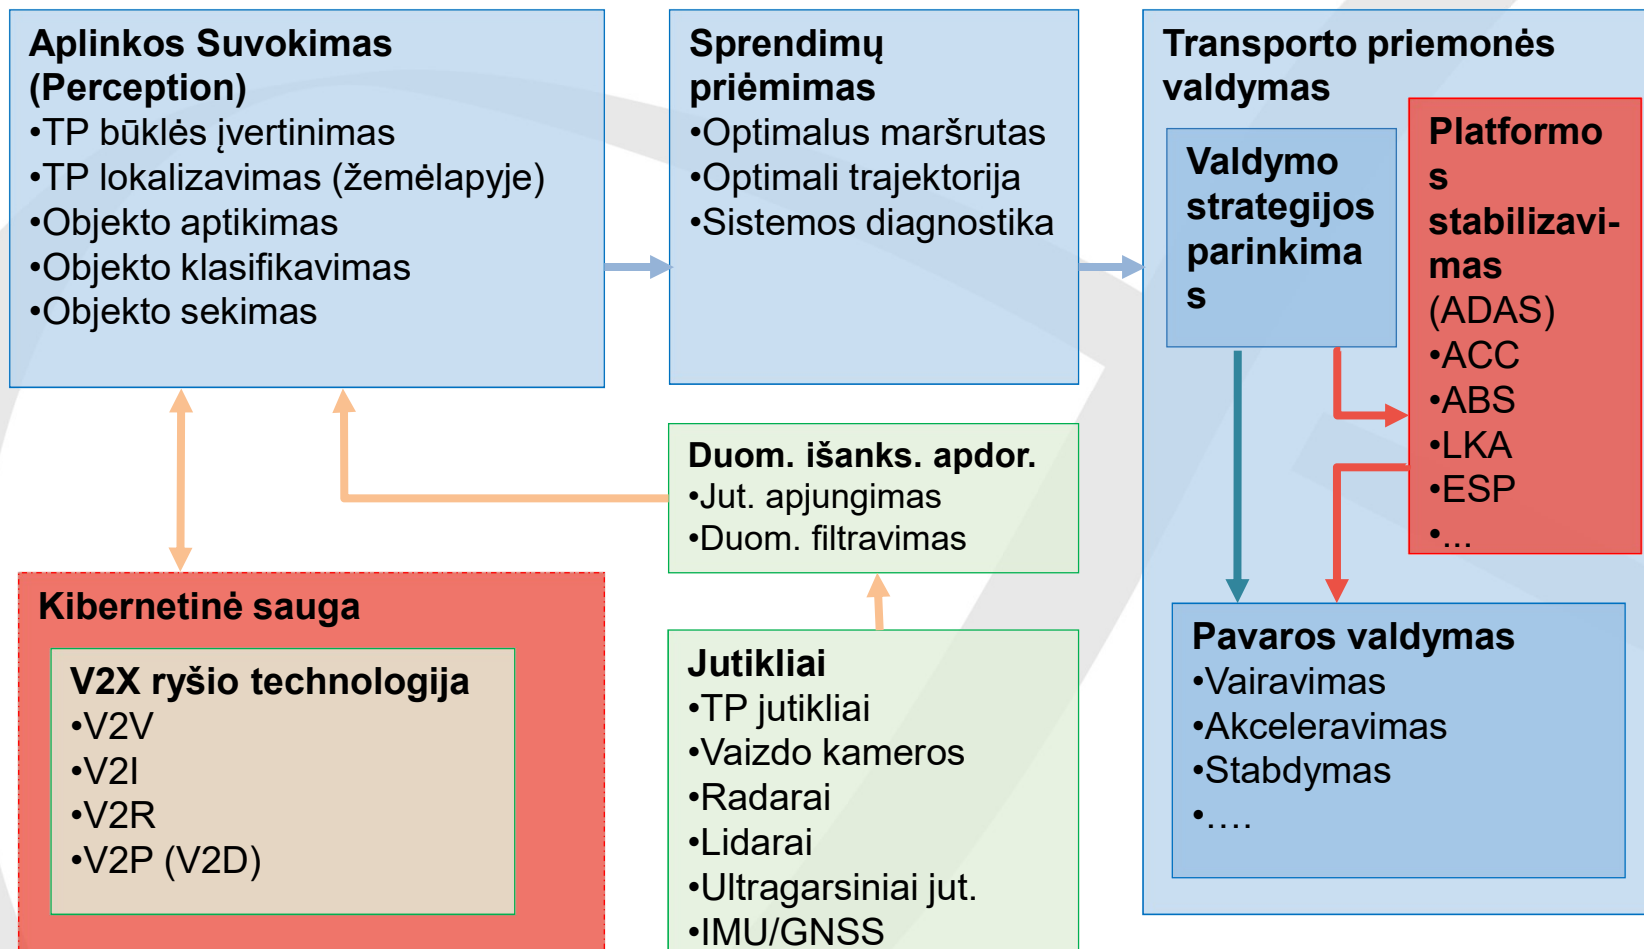 Aplinkos Suvokimas
(Perception)
•TP būklės įvertinimas
•TP lokalizavimas (žemėlapyje)
•Objekto aptikimas
•Objekto klasifikavimas
•Objekto sekimas
Sprendimų
priėmimas
•Optimalus maršrutas
•Optimali trajektorija
•Sistemos diagnostika
Transporto priemonės
valdymas
Valdymo
strategijos
parinkima
s
Platformo
s
stabilizavi-
mas
(ADAS)
•ACC
•ABS
•LKA
•ESP
•...
Duom. išanks. apdor.
•Jut. apjungimas
•Duom. filtravimas
Kibernetinė sauga
V2X ryšio technologija
•V2V
•V2I
•V2R
•V2P (V2D)
Jutikliai
•TP jutikliai
•Vaizdo kameros
•Radarai
•Lidarai
•Ultragarsiniai jut.
•IMU/GNSS
Pavaros valdymas
•Vairavimas
•Akceleravimas
•Stabdymas
•….